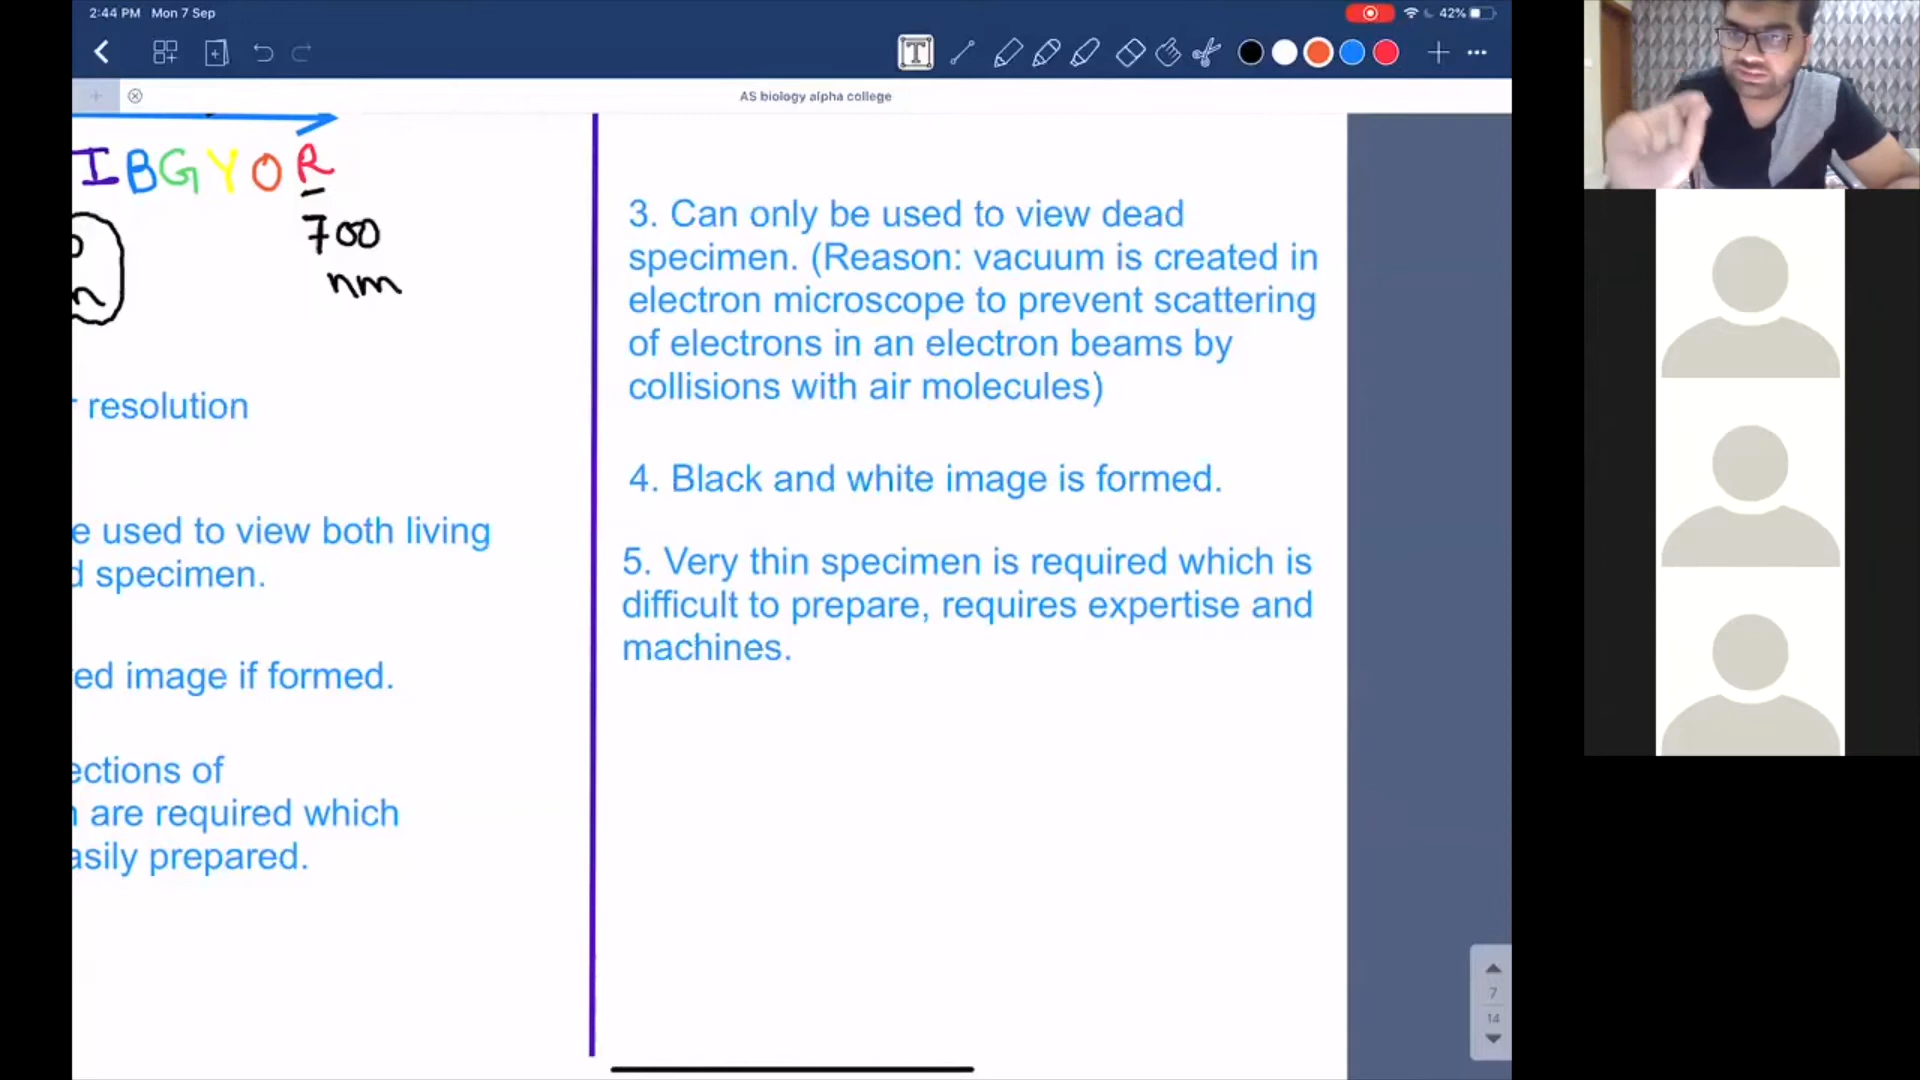 2:44 PM Mon 7 Sep
42%
T
AS biology alpha college
I B G Y O R
700
nm
resolution
used to view both living
specimen.
image if formed.
of
are required which
prepared.
3. Can only be used to view dead
specimen. (Reason: vacuum is created in
electron microscope to prevent scattering
of electrons in an electron beams by
collisions with air molecules)
4. Black and white image is formed.
5. Very thin specimen is required which is
difficult to prepare, requires expertise and
machines.
7
14